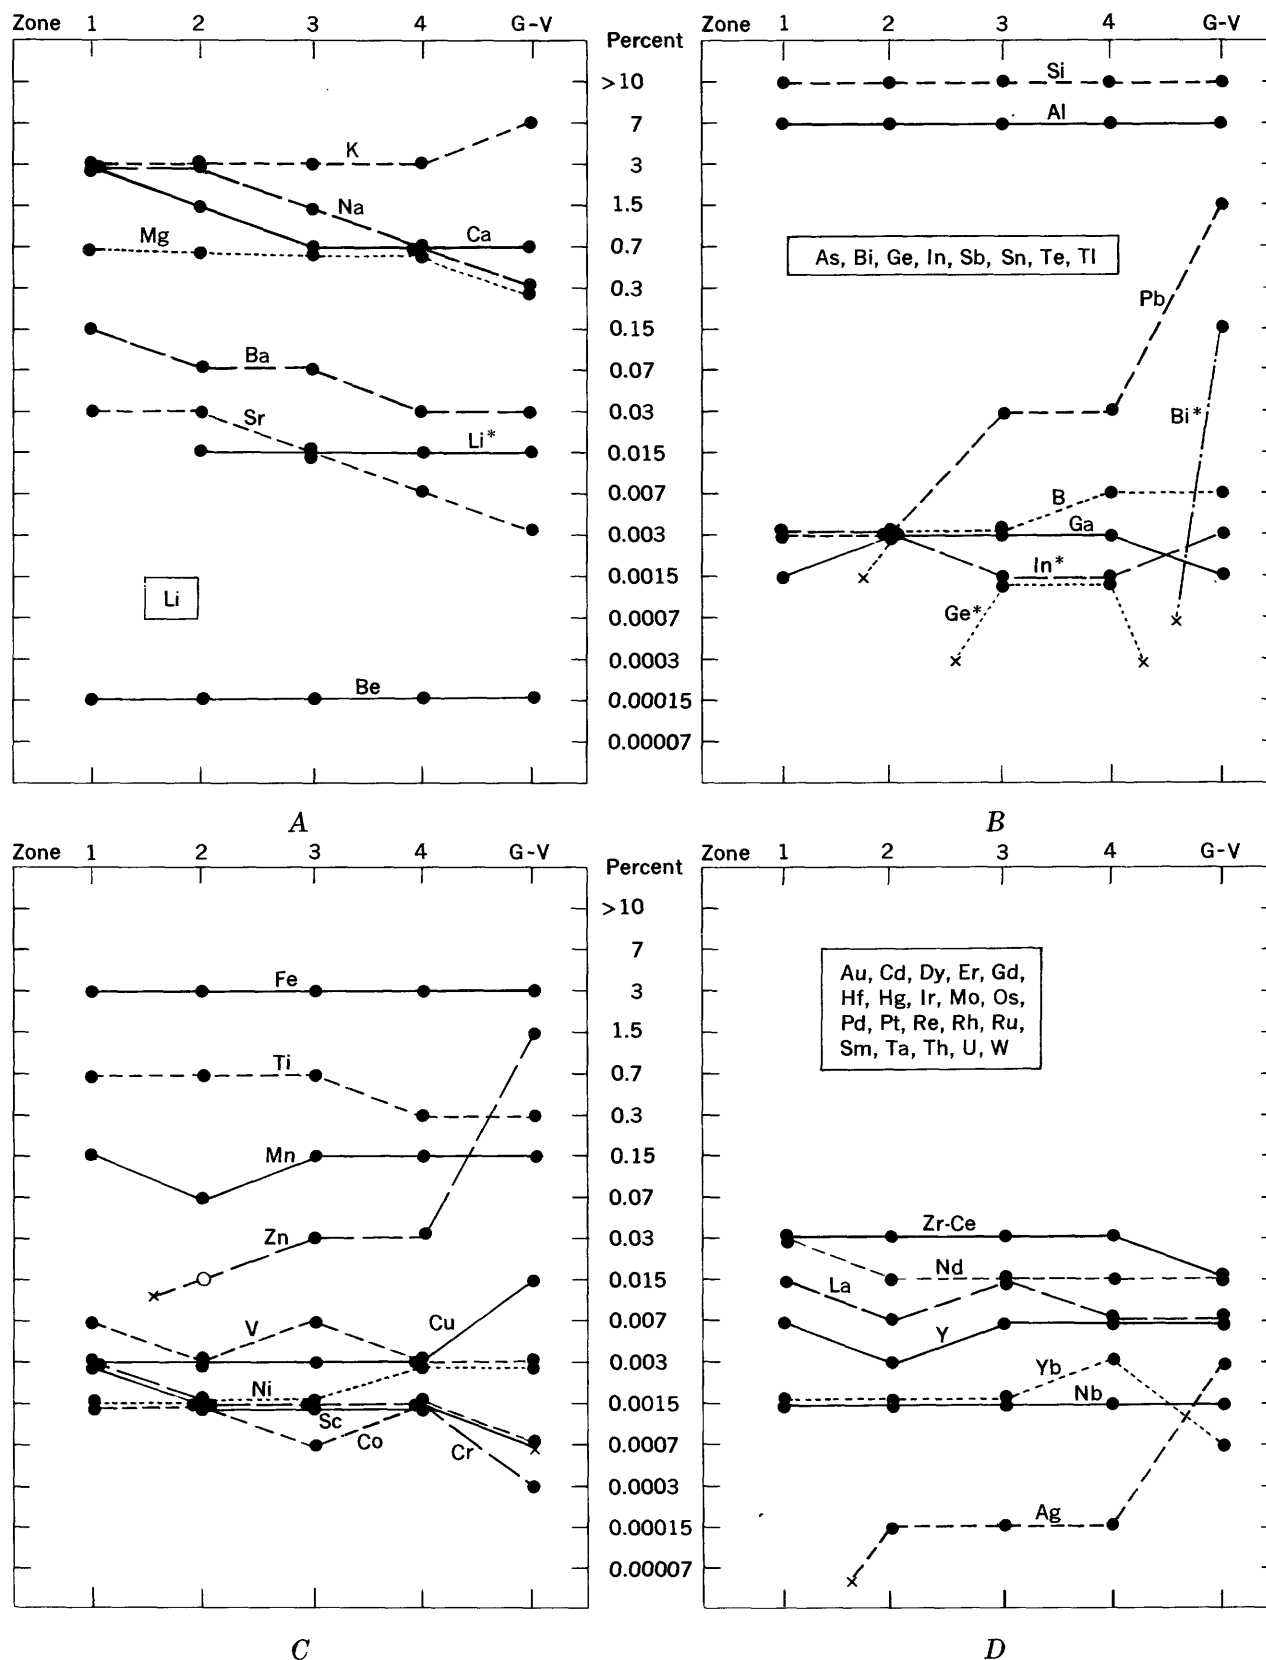 Zone 1 2 3 4 G-V
Percent
Zone 1 2 3 4 G-V
>10
7
3
1.5
0.7
0.3
0.15
0.07
0.03
0.015
0.007
0.003
0.0015
0.0007
0.0003
0.00015
0.00007
K
Na
Mg
Ca
Ba
Sr
Li*
Li
Be
A
Si
Al
As, Bi, Ge, In, Sb, Sn, Te, Tl
Pb
Bi*
B
Ga
In*
Ge*
B
Zone 1 2 3 4 G-V
Percent
Zone 1 2 3 4 G-V
>10
7
3
1.5
0.7
0.3
0.15
0.07
0.03
0.015
0.007
0.003
0.0015
0.0007
0.0003
0.00015
0.00007
Fe
Ti
Mn
Zn
V
Cu
Ni
Sc
Co
Cr
C
Au, Cd, Dy, Er, Gd,
Hf, Hg, Ir, Mo, Os,
Pd, Pt, Re, Rh, Ru,
Sm, Ta, Th, U, W
Zr-Ce
Nd
La
Y
Yb
Nb
Ag
D